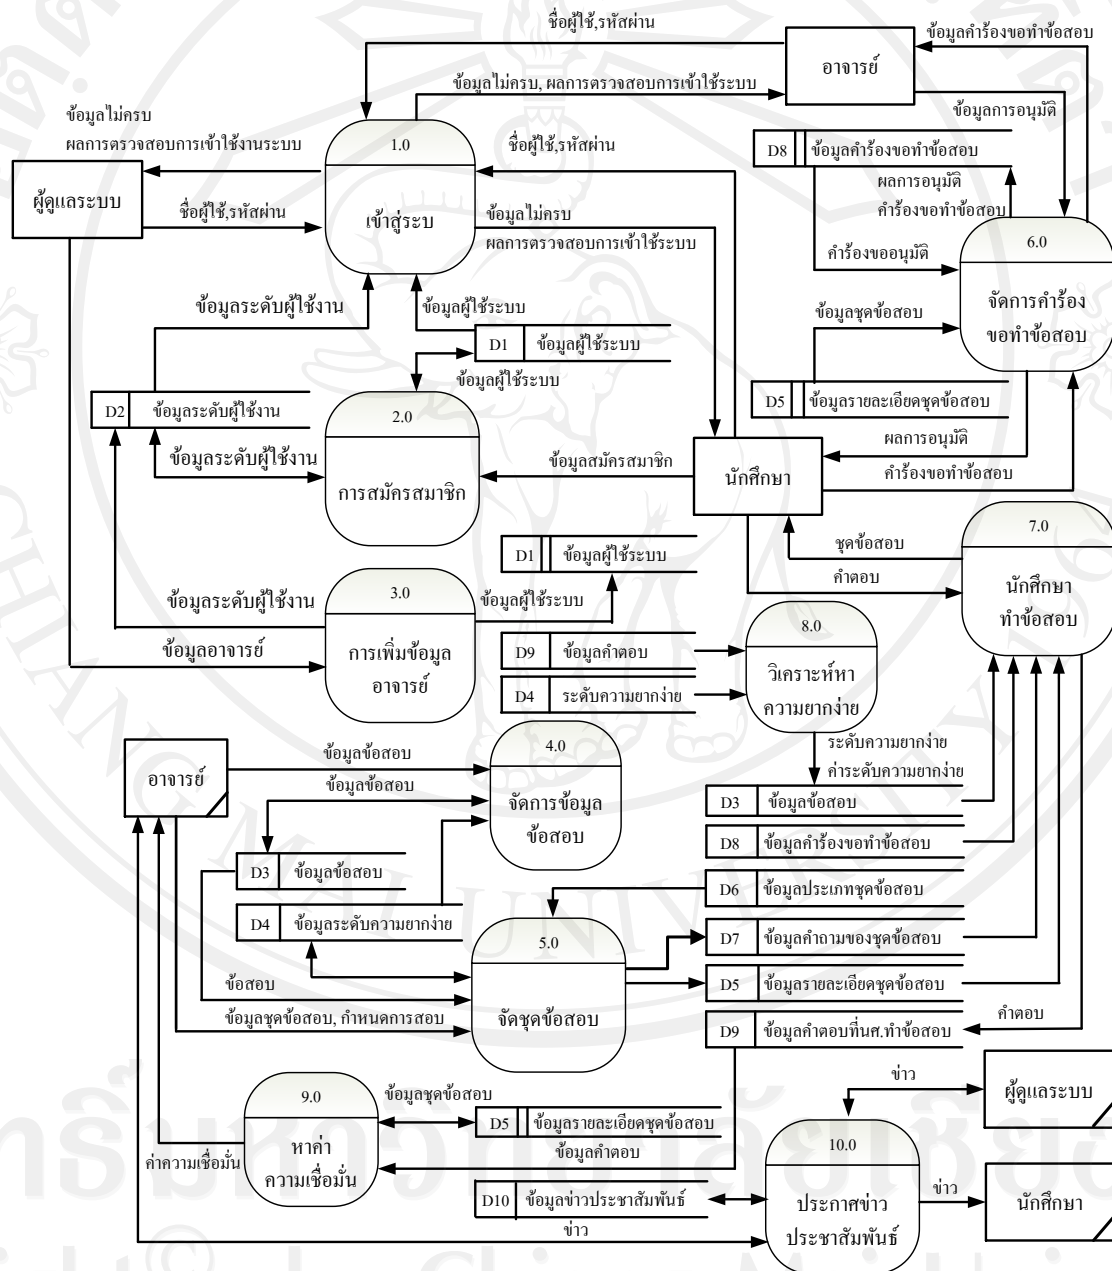 ชื่อผู้ใช้,รหัสผ่าน
ข้อมูลคำร้องขอทำข้อสอบ
อาจารย์
ข้อมูลไม่ครบ, ผลการตรวจสอบการเข้าใช้ระบบ
ข้อมูลการอนุมัติ
ข้อมูลไม่ครบ
ผลการตรวจสอบการเข้าใช้งานระบบ
1.0
เข้าสู่ระบบ
ชื่อผู้ใช้,รหัสผ่าน
D8 ข้อมูลคำร้องขอทำข้อสอบ
ผู้ดูแลระบบ
ชื่อผู้ใช้,รหัสผ่าน
ข้อมูลไม่ครบ
ผลการตรวจสอบการเข้าใช้ระบบ
ผลการอนุมัติ
คำร้องขอทำข้อสอบ
คำร้องขออนุมัติ
6.0
จัดการคำร้อง
ขอทำข้อสอบ
ข้อมูลระดับผู้ใช้งาน
ข้อมูลผู้ใช้ระบบ
ข้อมูลชุดข้อสอบ
D1 ข้อมูลผู้ใช้ระบบ
ข้อมูลผู้ใช้ระบบ
D5 ข้อมูลรายละเอียดชุดข้อสอบ
D2 ข้อมูลระดับผู้ใช้งาน
2.0
การสมัครสมาชิก
ข้อมูลระดับผู้ใช้งาน
ข้อมูลสมัครสมาชิก
นักศึกษา
ผลการอนุมัติ
คำร้องขอทำข้อสอบ
7.0
นักศึกษา
ทำข้อสอบ
ชุดข้อสอบ
คำตอบ
D1 ข้อมูลผู้ใช้ระบบ
ข้อมูลระดับผู้ใช้งาน
3.0
การเพิ่มข้อมูล
อาจารย์
ข้อมูลผู้ใช้ระบบ
ข้อมูลอาจารย์
D9 ข้อมูลคำตอบ
D4 ระดับความยากง่าย
8.0
วิเคราะห์หา
ความยากง่าย
ระดับความยากง่าย
ค่าระดับความยากง่าย
อาจารย์
ข้อมูลข้อสอบ
ข้อมูลข้อสอบ
4.0
จัดการข้อมูล
ข้อสอบ
D3 ข้อมูลข้อสอบ
D8 ข้อมูลคำร้องขอทำข้อสอบ
D3 ข้อมูลข้อสอบ
D6 ข้อมูลประเภทชุดข้อสอบ
D4 ข้อมูลระดับความยากง่าย
D7 ข้อมูลคำถามของชุดข้อสอบ
5.0
จัดชุดข้อสอบ
D5 ข้อมูลรายละเอียดชุดข้อสอบ
ข้อสอบ
ข้อมูลชุดข้อสอบ, กำหนดการสอบ
D9 ข้อมูลคำตอบที่นศ.ทำข้อสอบ
คำตอบ
ข่าว
ผู้ดูแลระบบ
9.0
หาค่า
ความเชื่อมั่น
ข้อมูลชุดข้อสอบ
D5 ข้อมูลรายละเอียดชุดข้อสอบ
ข้อมูลคำตอบ
ค่าความเชื่อมั่น
10.0
ประกาศข่าว
ประชาสัมพันธ์
D10 ข้อมูลข่าวประชาสัมพันธ์
ข่าว
นักศึกษา
ข่าว
CHIANG MAI UNIVERSITY 196